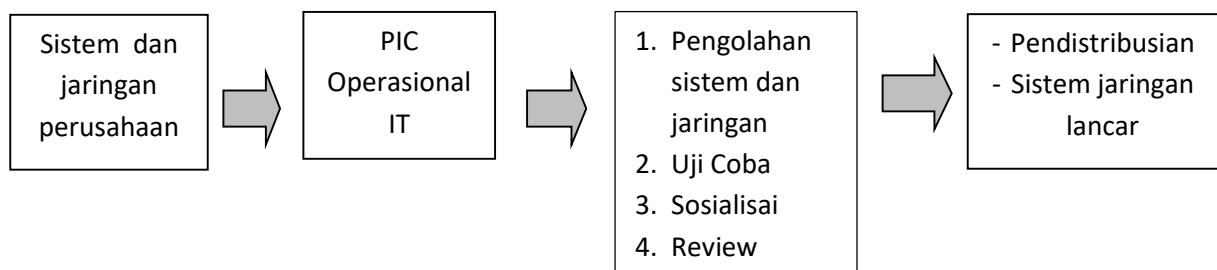 Sistem dan
jaringan
perusahaan
PIC
Operasional
IT
1. Pengolahan
sistem dan
jaringan
2. Uji Coba
3. Sosialisai
4. Review
- Pendistribusian
- Sistem jaringan
lancar